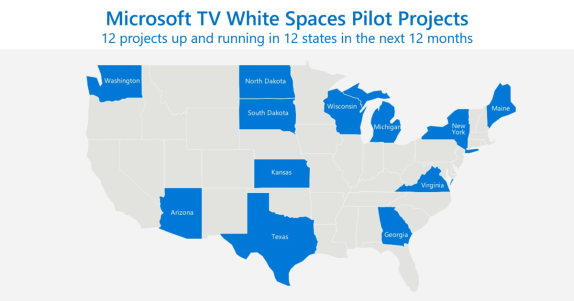 Microsoft TV White Spaces Pilot Projects
12 projects up and running in 12 states in the next 12 months
Washington
North Dakota
South Dakota
Wisconsin
Michigan
New
York
Maine
Kansas
Virginia
Arizona
Texas
Georgia